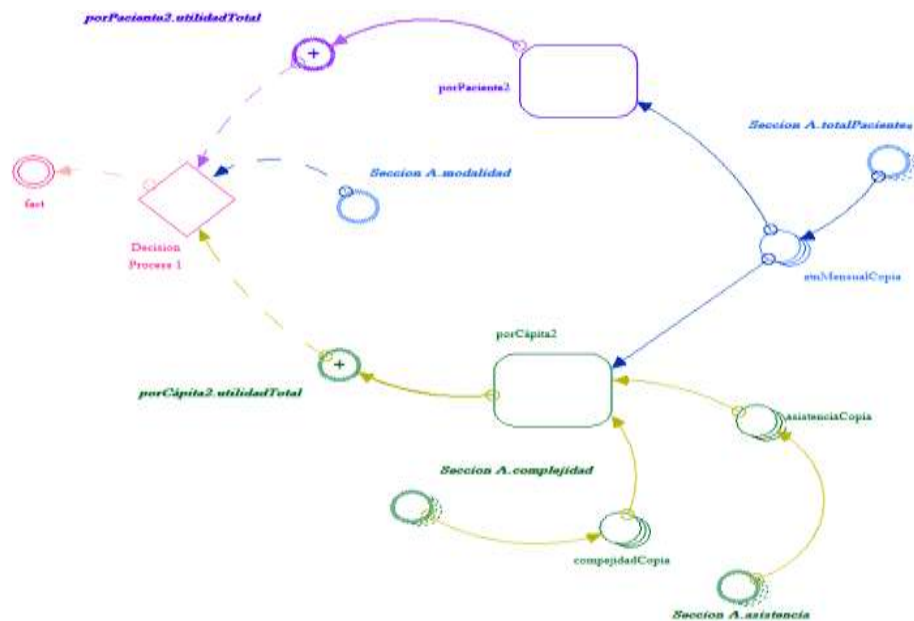 porPaciente2.utilidadTotal
+
porPaciente2
Seccion A.totalPacientes
Seccion A.modalidad
fact
Decision
Process 1
atnMensualCopia
porCápita2
+
porCápita2.utilidadTotal
asistenciaCopia
Seccion A.complejidad
compejidadCopia
Seccion A.asistencia